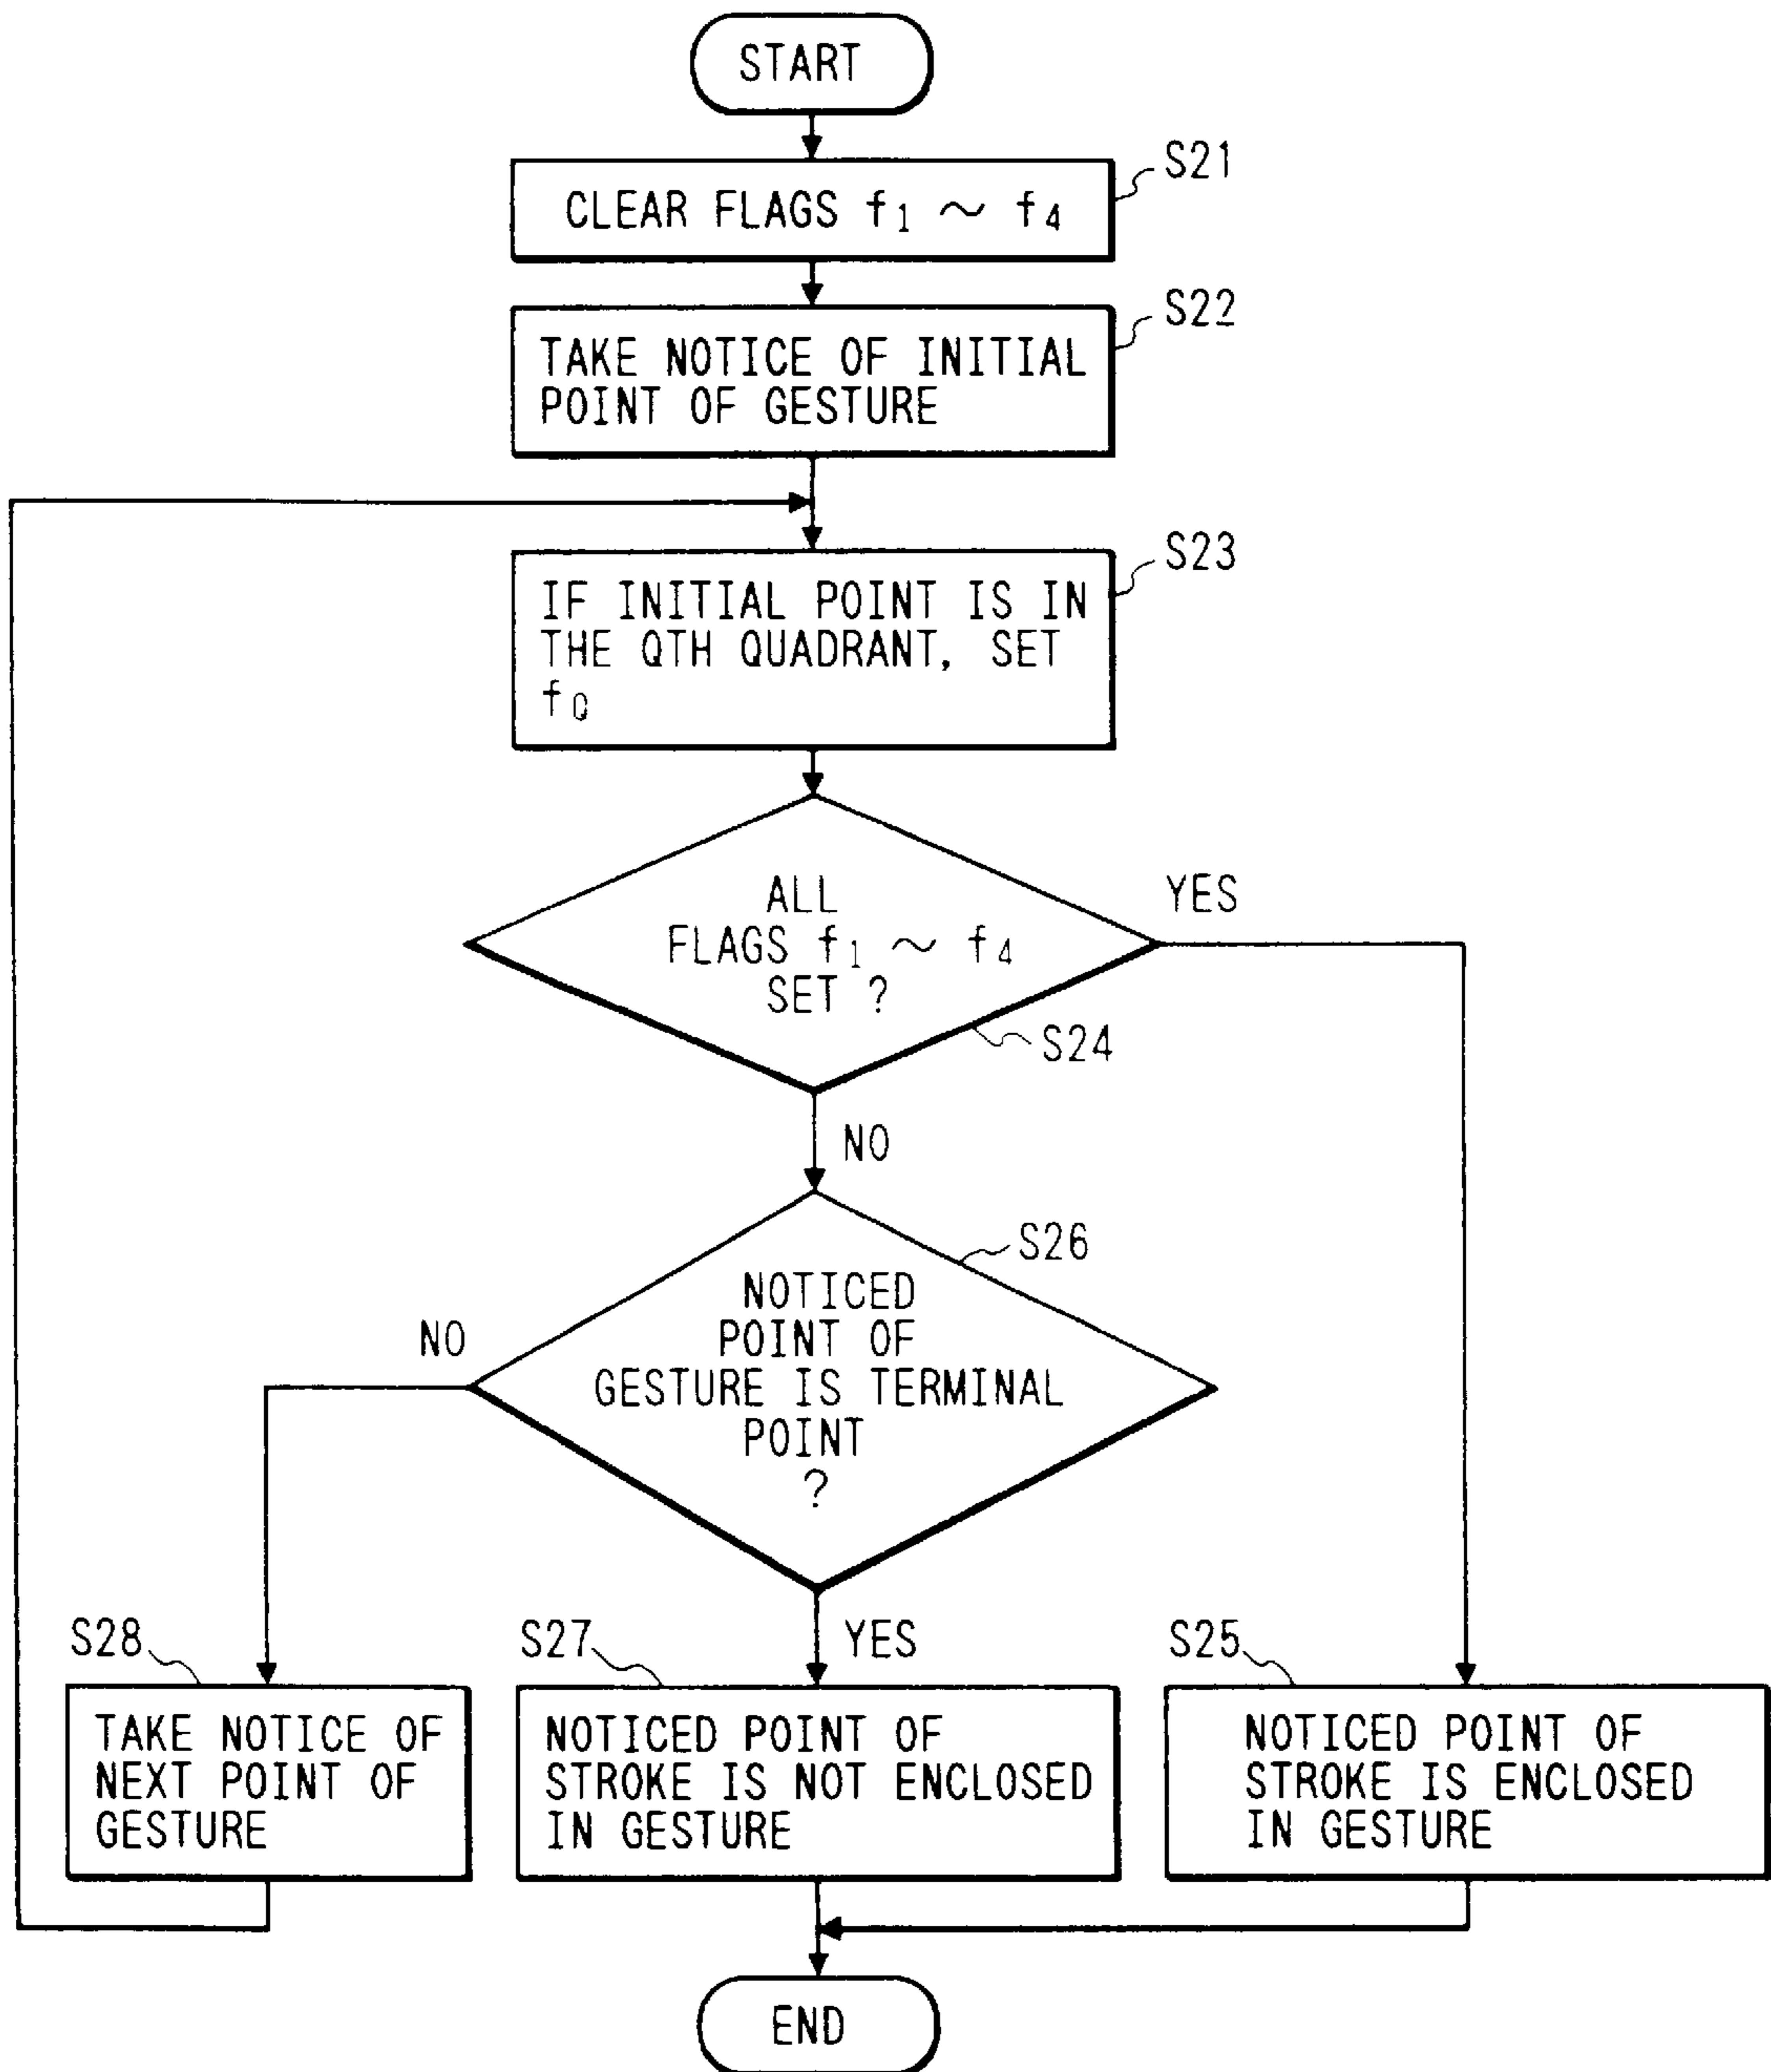 START
S21
CLEAR FLAGS f1 ~ f4
S22
TAKE NOTICE OF INITIAL
POINT OF GESTURE
S23
IF INITIAL POINT IS IN
THE QTH QUADRANT, SET
fQ
ALL
FLAGS f1 ~ f4
SET ?
YES
S24
NO
S26
NOTICED
POINT OF
GESTURE IS TERMINAL
POINT
?
NO
YES
S28
TAKE NOTICE OF
NEXT POINT OF
GESTURE
S27
NOTICED POINT OF
STROKE IS NOT ENCLOSED
IN GESTURE
S25
NOTICED POINT OF
STROKE IS ENCLOSED
IN GESTURE
END